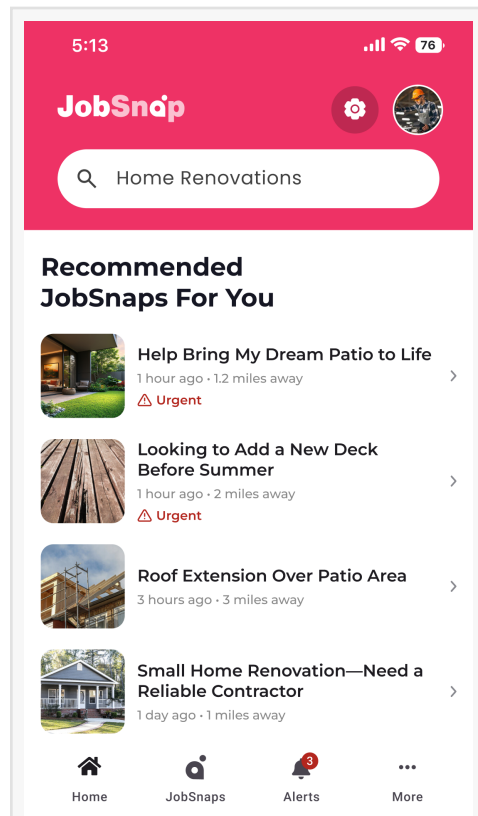 5:13
76
JobSnap
Home Renovations
Recommended
JobSnaps For You
Help Bring My Dream Patio to Life
1 hour ago • 1.2 miles away
Urgent
Looking to Add a New Deck
Before Summer
1 hour ago • 2 miles away
Urgent
Roof Extension Over Patio Area
3 hours ago • 3 miles away
Small Home Renovation—Need a
Reliable Contractor
1 day ago • 1 miles away
3
Home
JobSnaps
Alerts
More